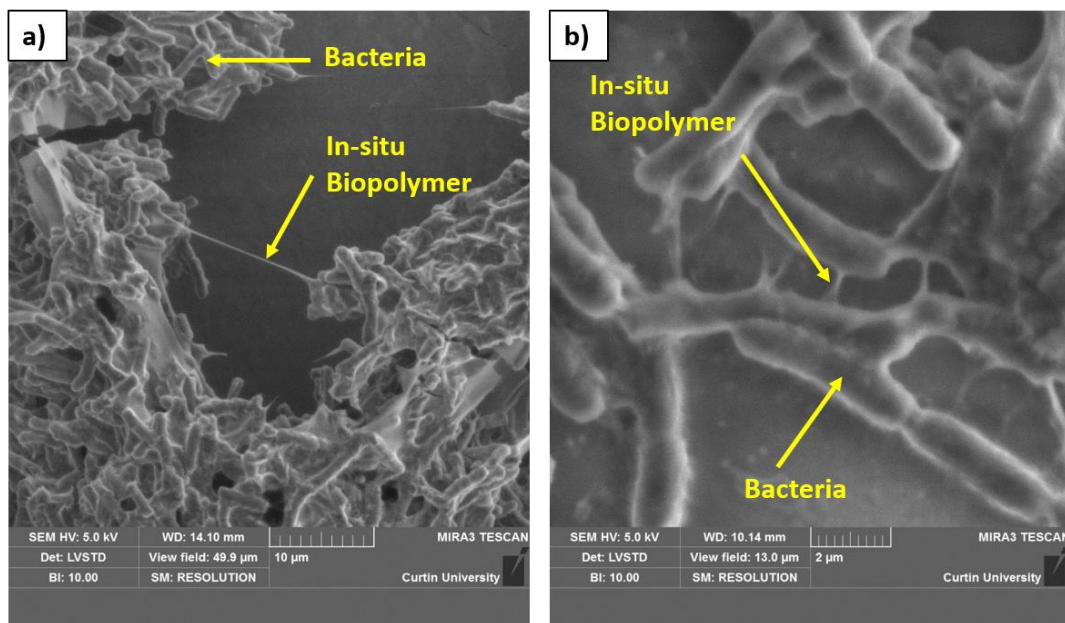 a)
Bacteria
In-situ
Biopolymer
SEM HV: 5.0 kV WD: 14.10 mm MIRA3 TESCAN
Det: LVSTD View field: 49.9 µm 10 µm
BI: 10.00 SM: RESOLUTION Curtin University
b)
In-situ
Biopolymer
Bacteria
SEM HV: 5.0 kV WD: 10.14 mm MIRA3 TESCAN
Det: LVSTD View field: 13.0 µm 2 µm
BI: 10.00 SM: RESOLUTION Curtin University